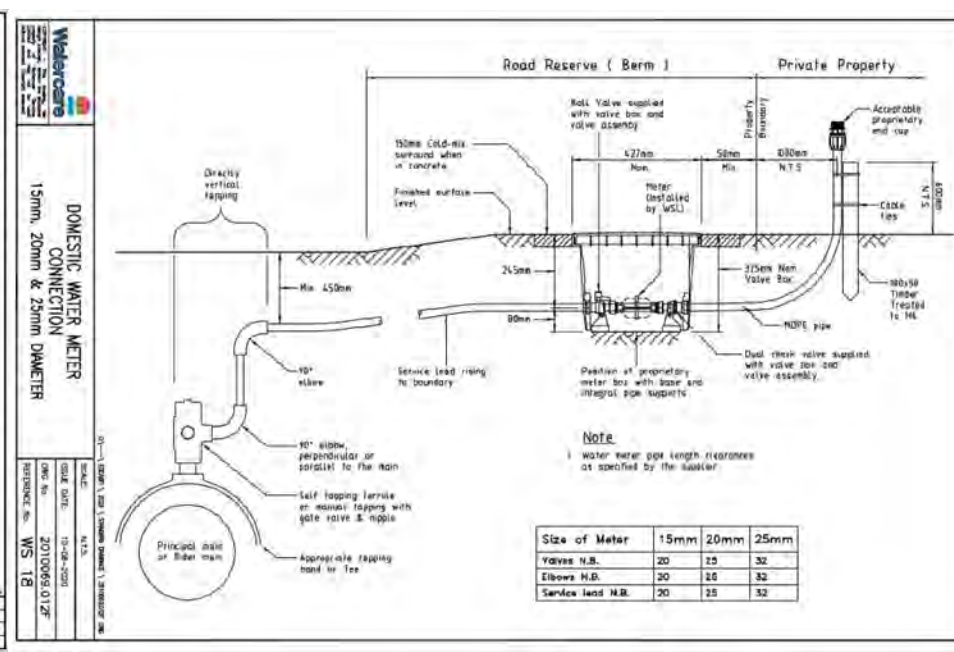 Watercare
DOMESTIC WATER METER
CONNECTION
15mm, 20mm & 25mm DIAMETER
SCALE: N.T.S.
ISSUE DATE: 10-08-2020
DWG No. 2010069.012F
REFERENCE No. WS 18
Road Reserve ( Berm )
Private Property
Property
Boundary
Ball Valve supplied
with valve box and
valve assembly
Acceptable
proprietary
end cap
150mm Cold-mix
surround when
in concrete
427mm
Nom.
50mm
Min.
1000mm
N.T.S
600mm
N.T.S
Directly
vertical
tapping
Finished surface
level
Meter
(Installed
by WSL)
Cable
ties
Min. 450mm
245mm
80mm
375mm Nom
Valve Box
100x50
Timber
Treated
to H4
MDPE pipe
90°
elbow
Service lead rising
to boundary
Position of proprietary
meter box with base and
integral pipe supports
Dual check valve supplied
with valve box and
valve assembly
90° elbow,
perpendicular or
parallel to the main
Self tapping ferrule
or manual tapping with
gate valve & nipple
Principal main
or Rider main
Appropriate tapping
band or Tee
Note
1 Water meter pipe length clearances
as specified by the supplier
Size of Meter 15mm 20mm 25mm
Valves N.B. 20 25 32
Elbows N.B. 20 25 32
Service lead N.B. 20 25 32